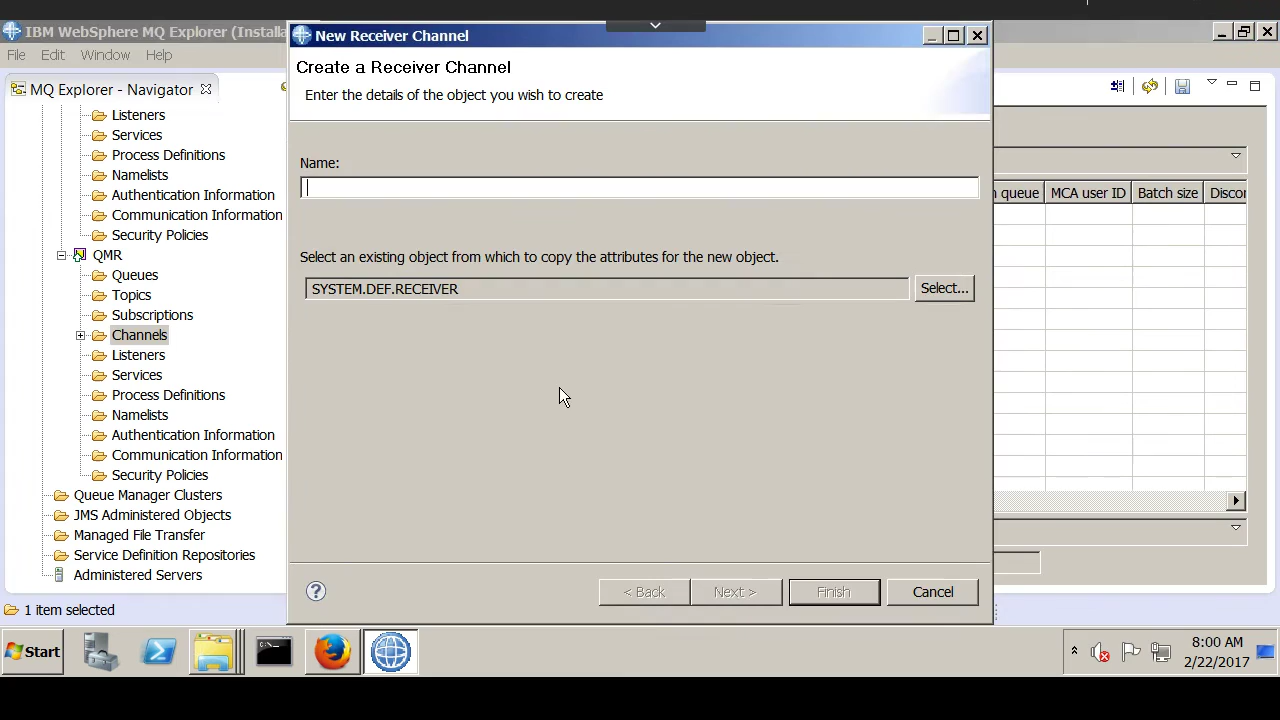 IBM WebSphere MQ Explorer (Installa
New Receiver Channel
File Edit Window Help
Create a Receiver Channel
Enter the details of the object you wish to create
MQ Explorer - Navigator
Listeners
Services
Process Definitions
Namelists
Authentication Information
Communication Information
Security Policies
QMR
Queues
Topics
Subscriptions
Channels
Listeners
Services
Process Definitions
Namelists
Authentication Information
Communication Information
Security Policies
Queue Manager Clusters
JMS Administered Objects
Managed File Transfer
Service Definition Repositories
Administered Servers
1 item selected
Name:
Select an existing object from which to copy the attributes for the new object.
SYSTEM.DEF.RECEIVER
Select...
< Back
Next >
Finish
Cancel
n queue MCA user ID Batch size Discon
Start
8:00 AM
2/22/2017